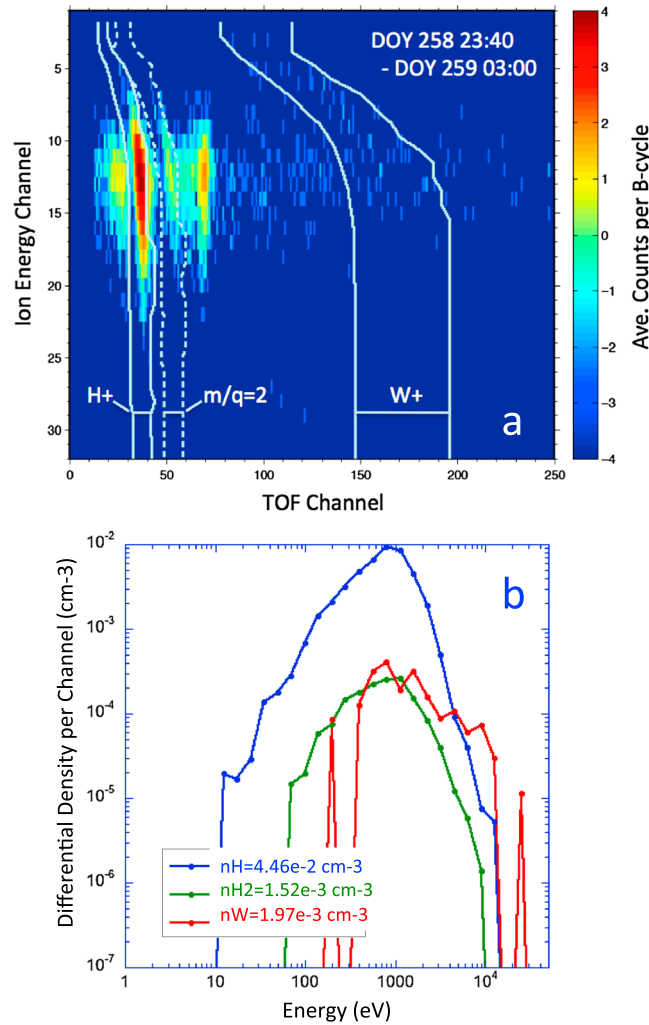 DOY 258 23:40
- DOY 259 03:00
5
10
15
20
25
30
Ion Energy Channel
H+
m/q=2
W+
a
0
50
100
150
200
250
TOF Channel
4
3
2
1
0
-1
-2
-3
-4
Ave. Counts per B-cycle
10-2
10-3
10-4
10-5
10-6
10-7
Differential Density per Channel (cm-3)
b
nH=4.46e-2 cm-3
nH2=1.52e-3 cm-3
nW=1.97e-3 cm-3
1
10
100
1000
104
Energy (eV)